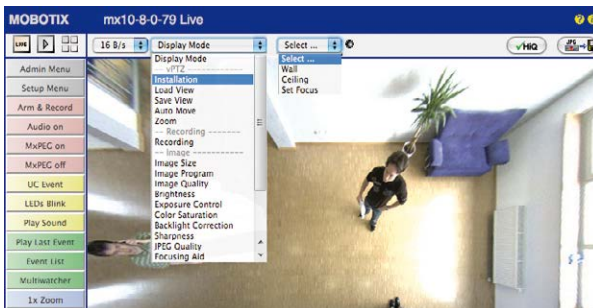 MOBOTIX mx10-8-0-79 Live
LIVE 16 B/s Display Mode Select ... HiQ JPG
Admin Menu
Setup Menu
Arm & Record
Audio on
MxPEG on
MxPEG off
UC Event
LEDs Blink
Play Sound
Play Last Event
Event List
Multiwatcher
1x Zoom
Display Mode
-- vPTZ --------------
Installation
Load View
Save View
Auto Move
Zoom
-- Recording --------
Recording
-- Image -------------
Image Size
Image Program
Image Quality
Brightness
Exposure Control
Color Saturation
Backlight Correction
Sharpness
JPEG Quality
Focusing Aid
Select ...
Wall
Ceiling
Set Focus